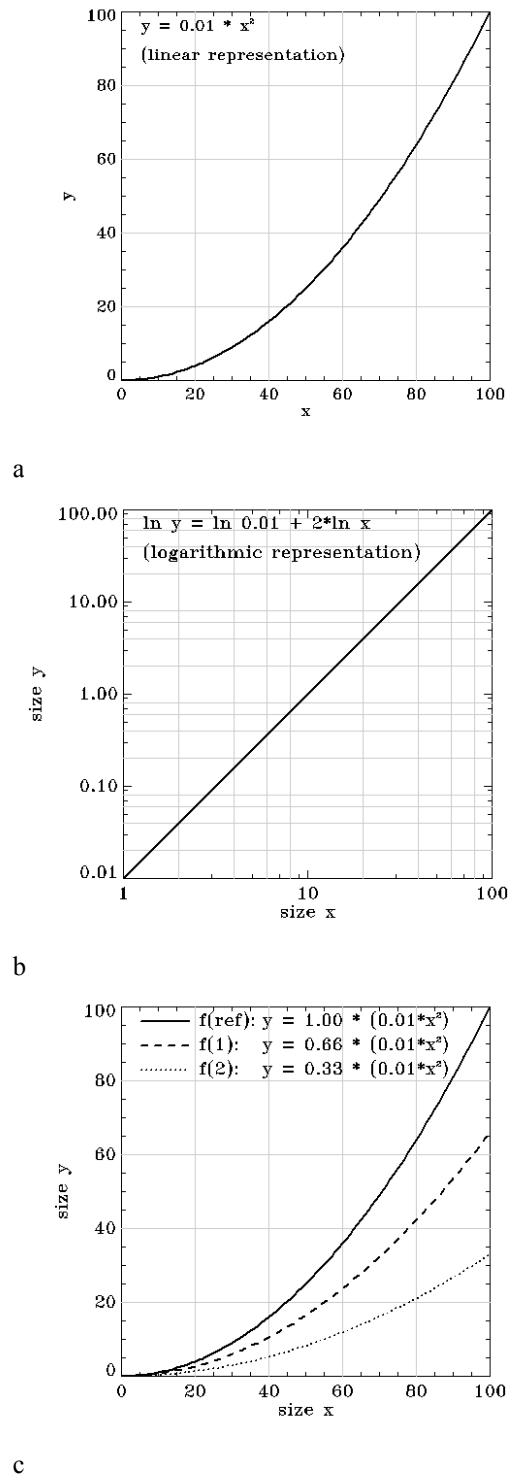 100
y = 0.01 * x²
(linear representation)
80
60
y
40
20
0
0 20 40 60 80 100
x
a
100.00
ln y = ln 0.01 + 2*ln x
(logarithmic representation)
10.00
size y
1.00
0.10
0.01
1 10 100
size x
b
100
f(ref): y = 1.00 * (0.01*x²)
f(1): y = 0.66 * (0.01*x²)
f(2): y = 0.33 * (0.01*x²)
80
60
size y
40
20
0
0 20 40 60 80 100
size x
c